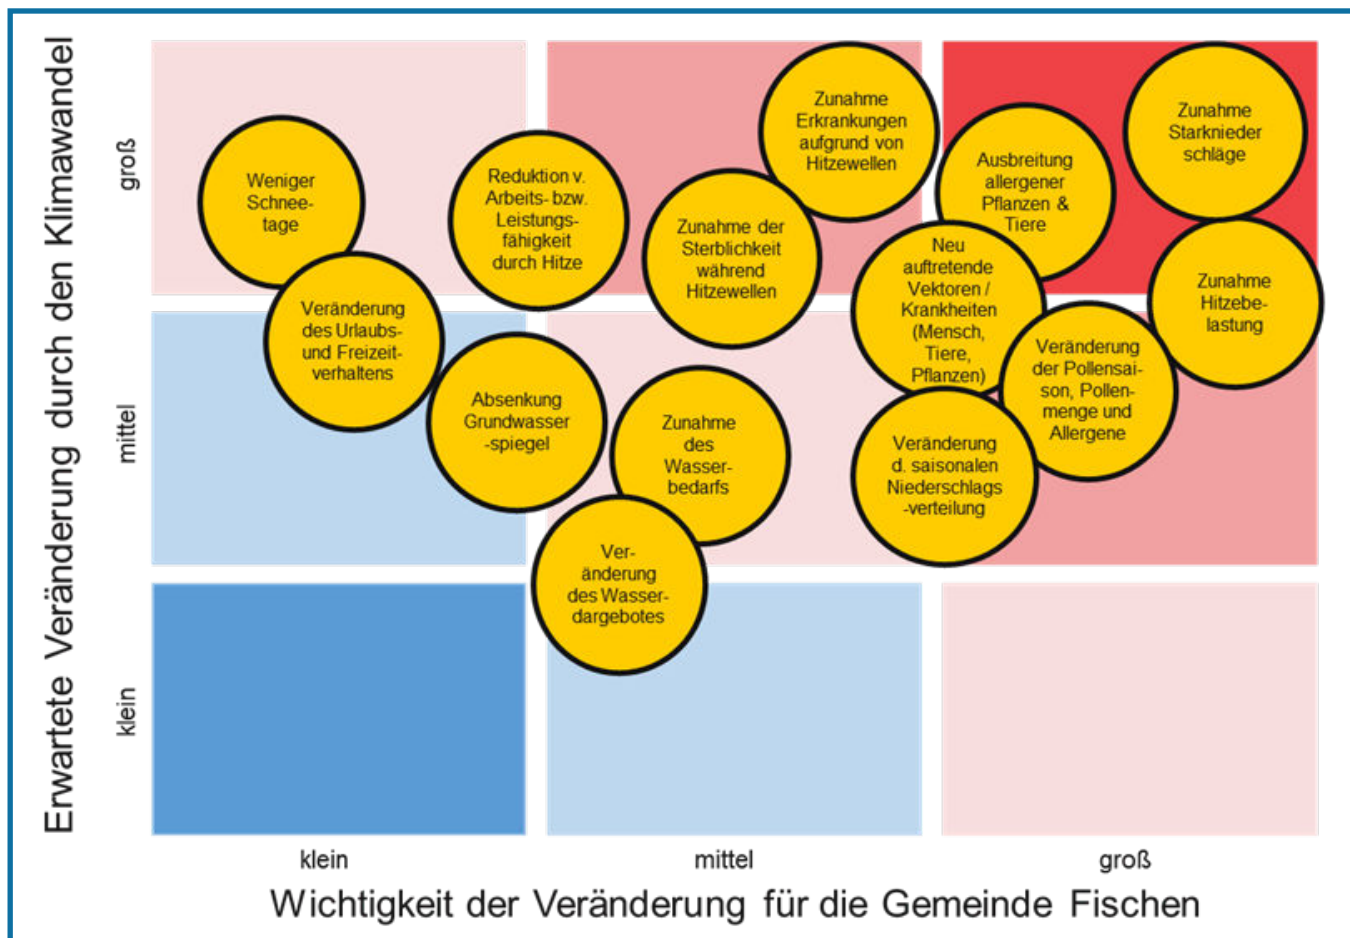 Erwartete Veränderung durch den Klimawandel
groß
mittel
klein
Weniger
Schnee-
tage
Veränderung
des Urlaubs-
und Freizeit-
verhaltens
Reduktion v.
Arbeits- bzw.
Leistungs-
fähigkeit
durch Hitze
Absenkung
Grundwasser
-spiegel
Zunahme der
Sterblichkeit
während
Hitzewellen
Zunahme
Erkrankungen
aufgrund von
Hitzewellen
Zunahme
des
Wasser-
bedarfs
Ver-
änderung
des Wasser-
dargebotes
Ausbreitung
allergener
Pflanzen &
Tiere
Neu
auftretende
Vektoren /
Krankheiten
(Mensch,
Tiere,
Pflanzen)
Veränderung
d. saisonalen
Niederschlags
-verteilung
Veränderung
der Pollensai-
son, Pollen-
menge und
Allergene
Zunahme
Starknieder
schläge
Zunahme
Hitzebe-
lastung
klein
mittel
groß
Wichtigkeit der Veränderung für die Gemeinde Fischen